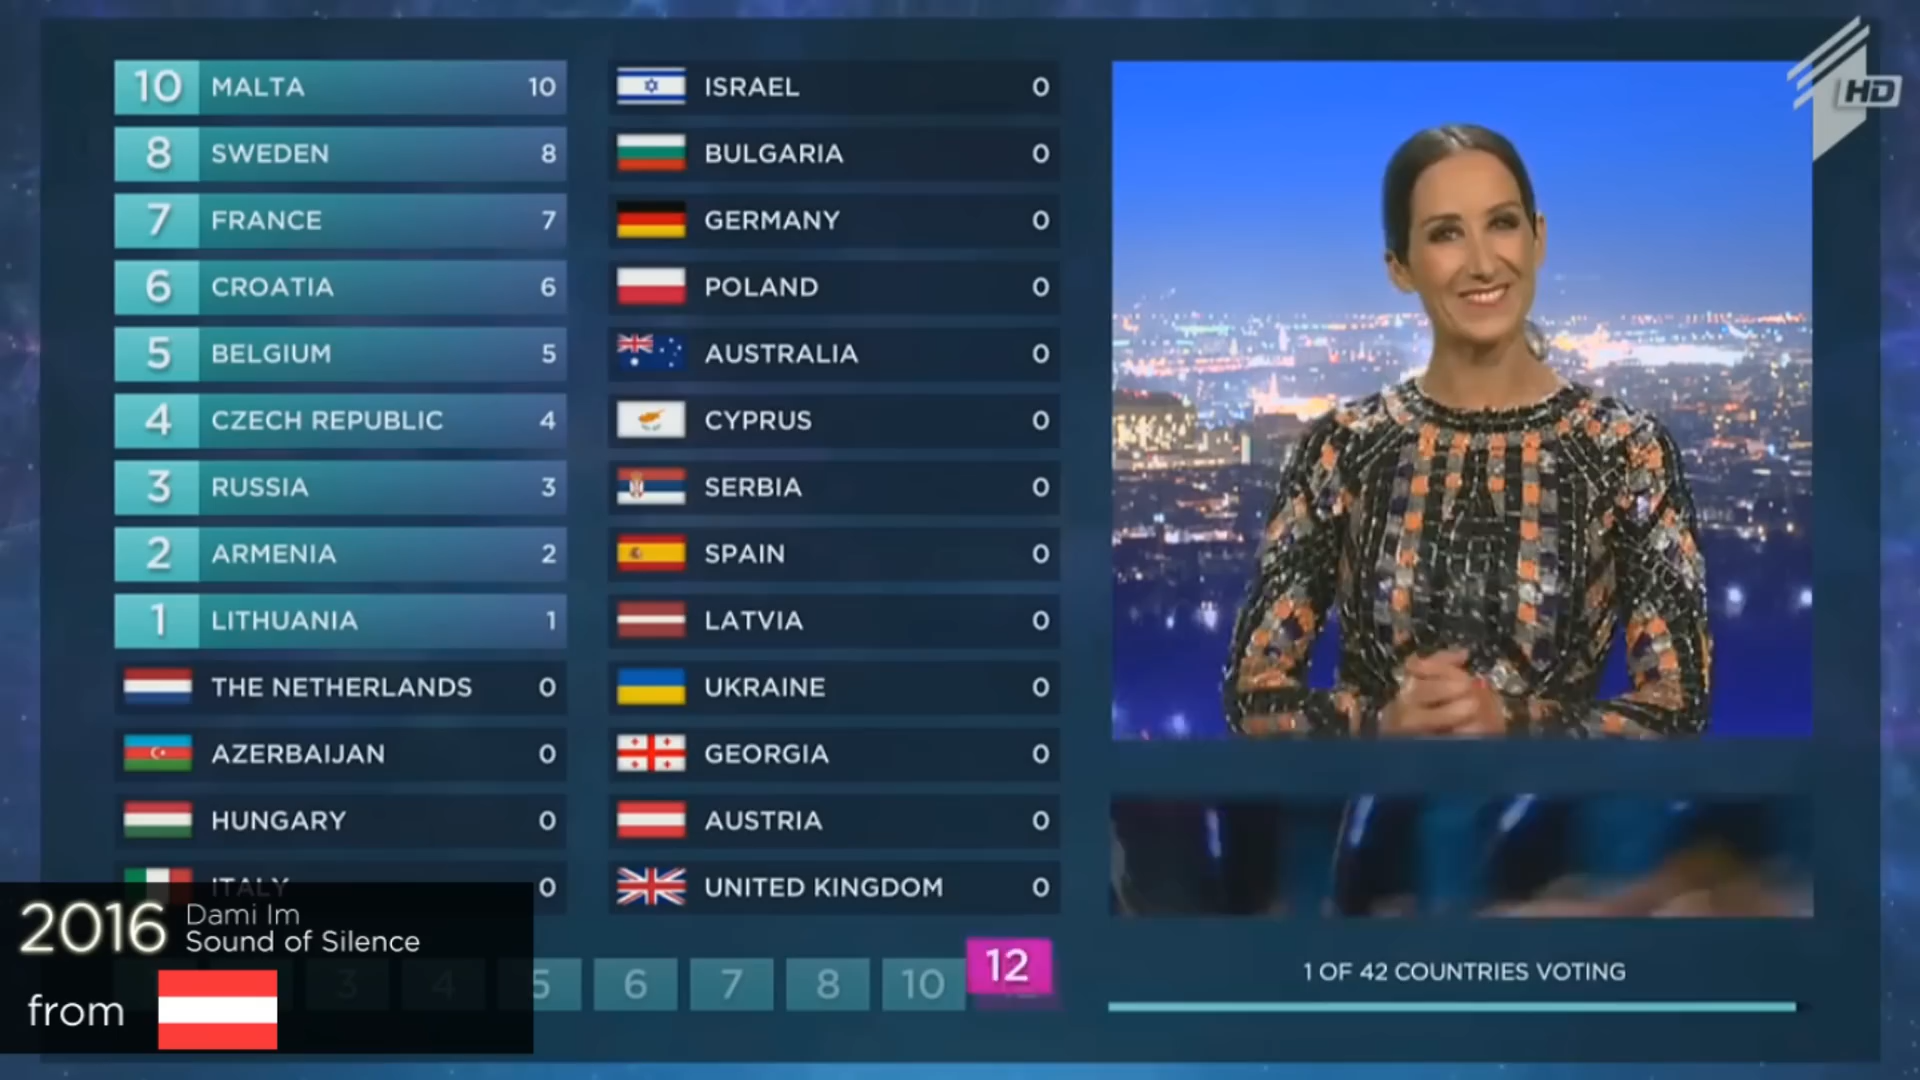 10 MALTA 10
8 SWEDEN 8
7 FRANCE 7
6 CROATIA 6
5 BELGIUM 5
4 CZECH REPUBLIC 4
3 RUSSIA 3
2 ARMENIA 2
1 LITHUANIA 1
THE NETHERLANDS 0
AZERBAIJAN 0
HUNGARY 0
ITALY 0
ISRAEL 0
BULGARIA 0
GERMANY 0
POLAND 0
AUSTRALIA 0
CYPRUS 0
SERBIA 0
SPAIN 0
LATVIA 0
UKRAINE 0
GEORGIA 0
AUSTRIA 0
UNITED KINGDOM 0
HD
3 4 5 6 7 8 10 12
1 OF 42 COUNTRIES VOTING
2016
Dami Im
Sound of Silence
from